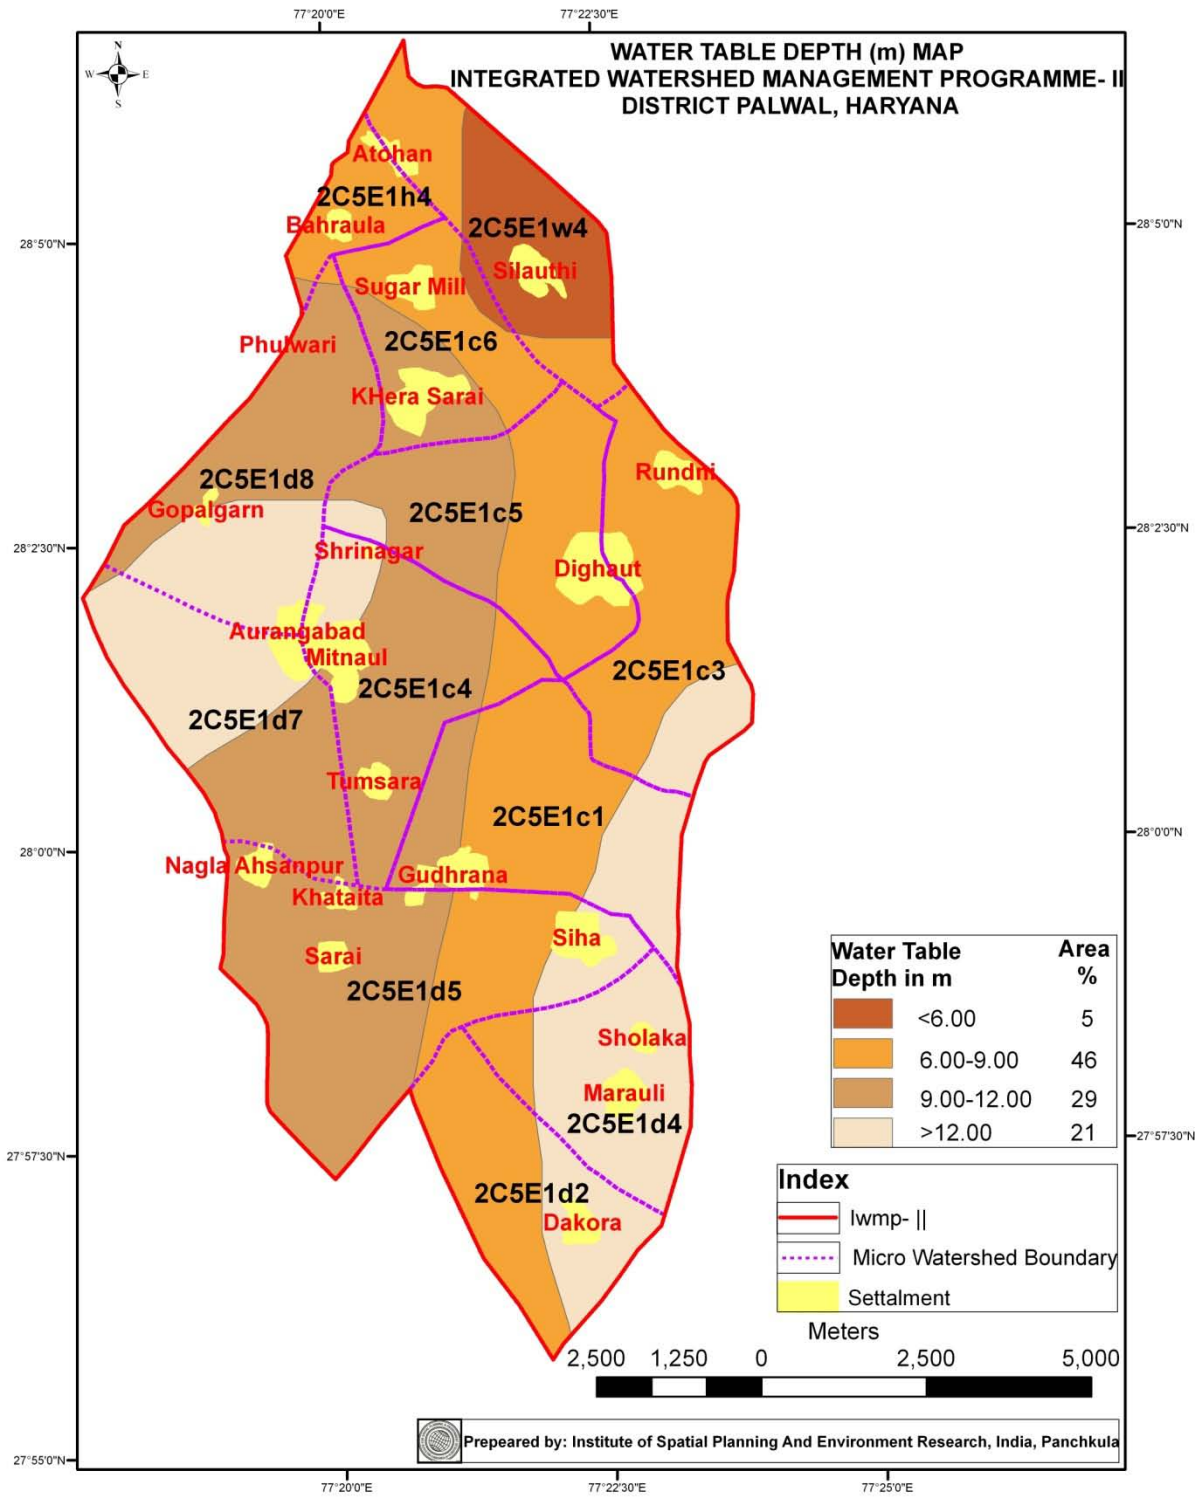 77°20'0"E
77°22'30"E
WATER TABLE DEPTH (m) MAP
INTEGRATED WATERSHED MANAGEMENT PROGRAMME- II
DISTRICT PALWAL, HARYANA
N
W
E
S
Atohan
2C5E1h4
Bahraula
2C5E1w4
28°5'0"N
28°5'0"N
Silauthi
Sugar Mill
Phulwari
2C5E1c6
KHera Sarai
Rundni
2C5E1d8
Gopalgarn
2C5E1c5
28°2'30"N
28°2'30"N
Shrinagar
Dighaut
Aurangabad
Mitnaul
2C5E1c3
2C5E1c4
2C5E1d7
Tumsara
2C5E1c1
28°0'0"N
28°0'0"N
Nagla Ahsanpur
Gudhrana
Khataita
Siha
Sarai
2C5E1d5
Sholaka
Marauli
2C5E1d4
27°57'30"N
27°57'30"N
2C5E1d2
Dakora
Water Table Depth in m
Area %
<6.00 5
6.00-9.00 46
9.00-12.00 29
>12.00 21
Index
Iwmp- ||
Micro Watershed Boundary
Settalment
Meters
2,500 1,250 0 2,500 5,000
Prepeared by: Institute of Spatial Planning And Environment Research, India, Panchkula
27°55'0"N
77°20'0"E
77°22'30"E
77°25'0"E